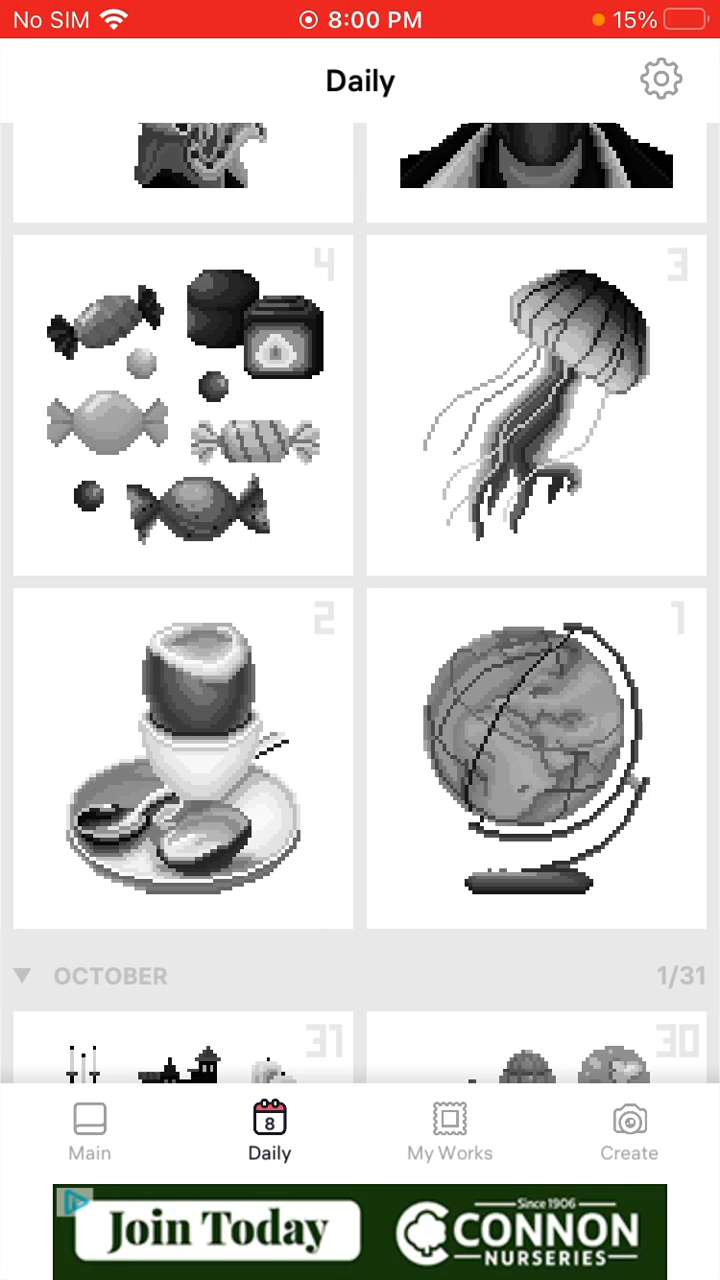 No SIM 8:00 PM 15%
Daily
4
3
2
1
OCTOBER 1/31
31
30
Main
8
Daily
My Works
Create
Join Today
Since 1906
CONNON
NURSERIES